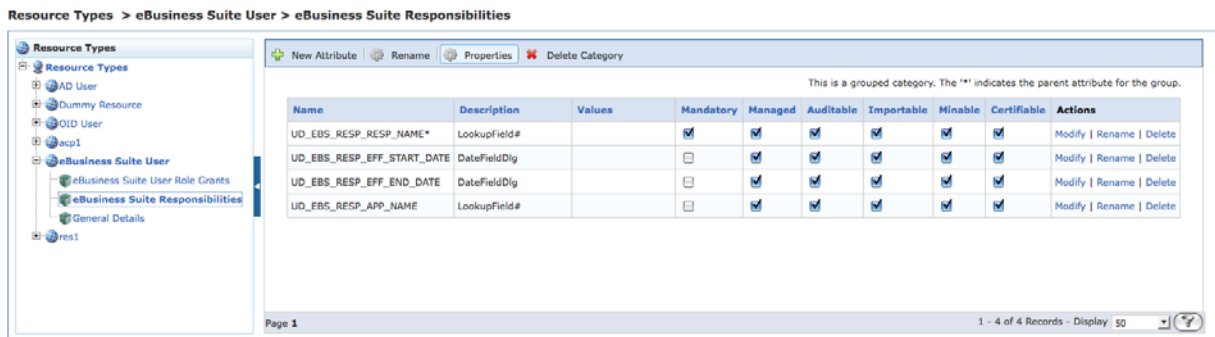 Resource Types > eBusiness Suite User > eBusiness Suite Responsibilities
Resource Types
Resource Types
AD User
Dummy Resource
OID User
acp1
eBusiness Suite User
eBusiness Suite User Role Grants
eBusiness Suite Responsibilities
General Details
res1
New Attribute Rename Properties Delete Category
This is a grouped category. The '*' indicates the parent attribute for the group.
Name Description Values Mandatory Managed Auditable Importable Minable Certifiable Actions
UD_EBS_RESP_RESP_NAME* LookupField# Modify | Rename | Delete
UD_EBS_RESP_EFF_START_DATE DateFieldDlg Modify | Rename | Delete
UD_EBS_RESP_EFF_END_DATE DateFieldDlg Modify | Rename | Delete
UD_EBS_RESP_APP_NAME LookupField# Modify | Rename | Delete
Page 1 1 - 4 of 4 Records - Display 50